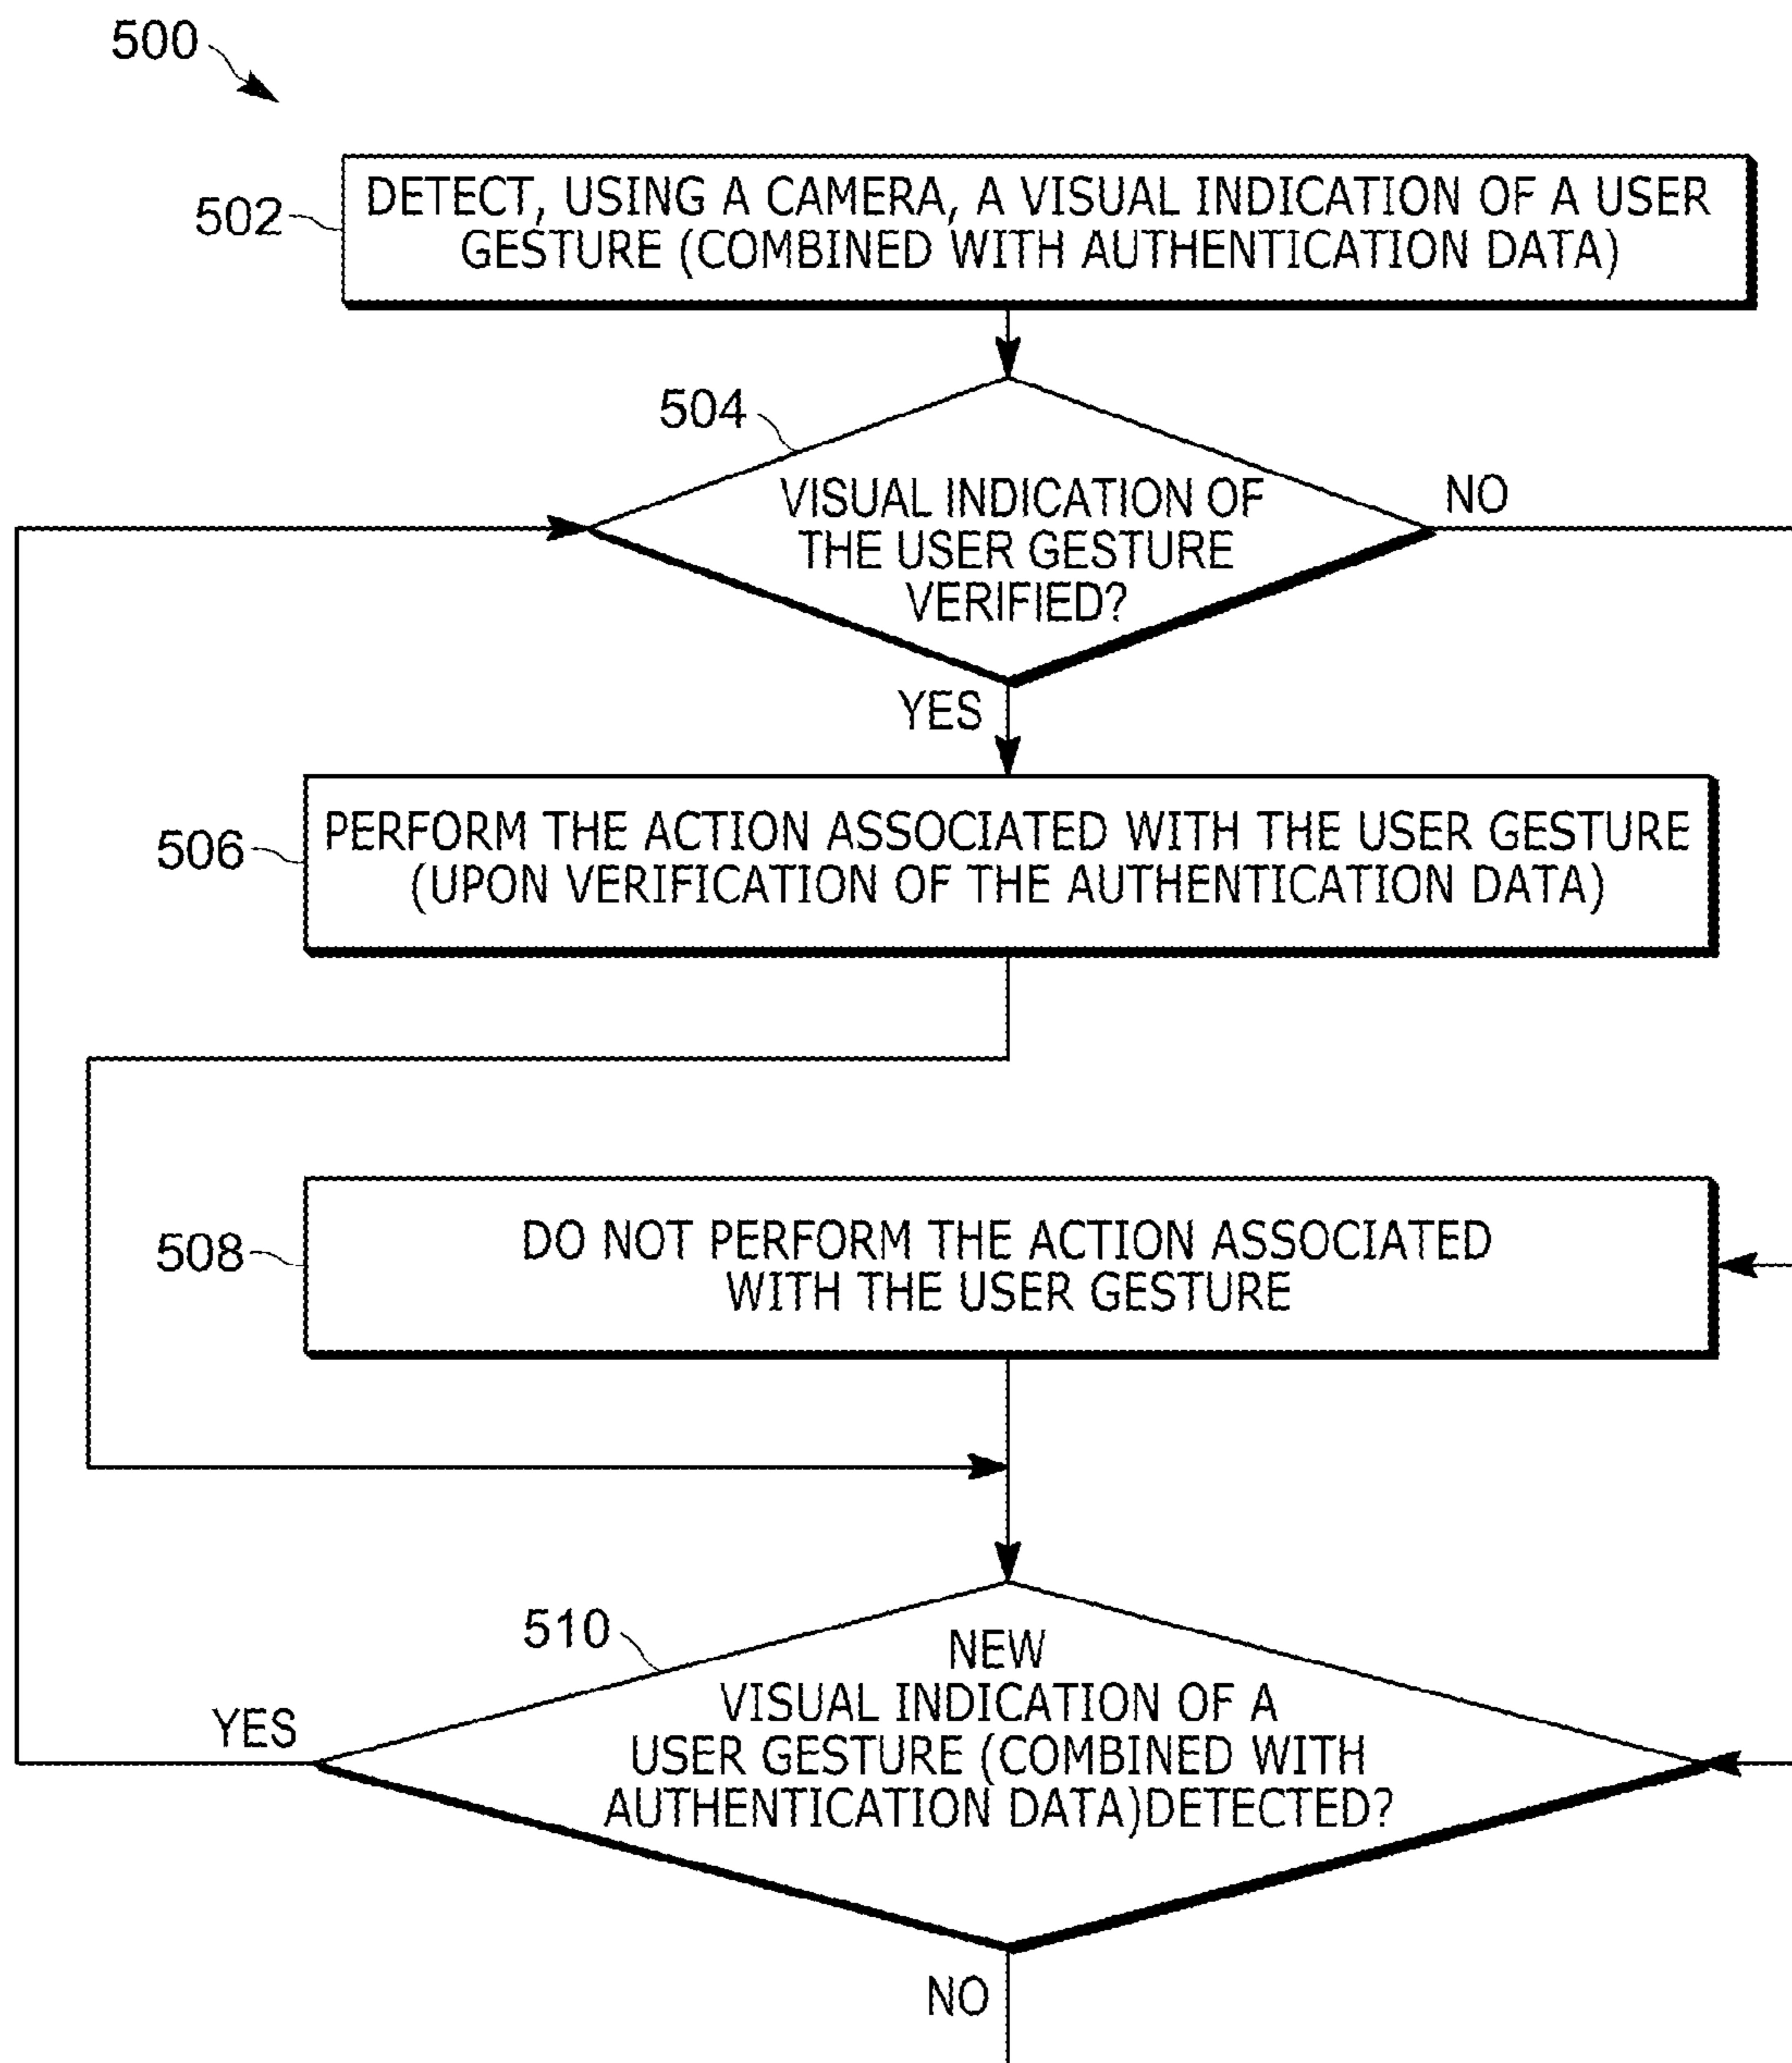 500
502
DETECT, USING A CAMERA, A VISUAL INDICATION OF A USER
GESTURE (COMBINED WITH AUTHENTICATION DATA)
504
VISUAL INDICATION OF
THE USER GESTURE
VERIFIED?
NO
YES
506
PERFORM THE ACTION ASSOCIATED WITH THE USER GESTURE
(UPON VERIFICATION OF THE AUTHENTICATION DATA)
508
DO NOT PERFORM THE ACTION ASSOCIATED
WITH THE USER GESTURE
510
NEW
VISUAL INDICATION OF A
USER GESTURE (COMBINED WITH
AUTHENTICATION DATA)DETECTED?
YES
NO